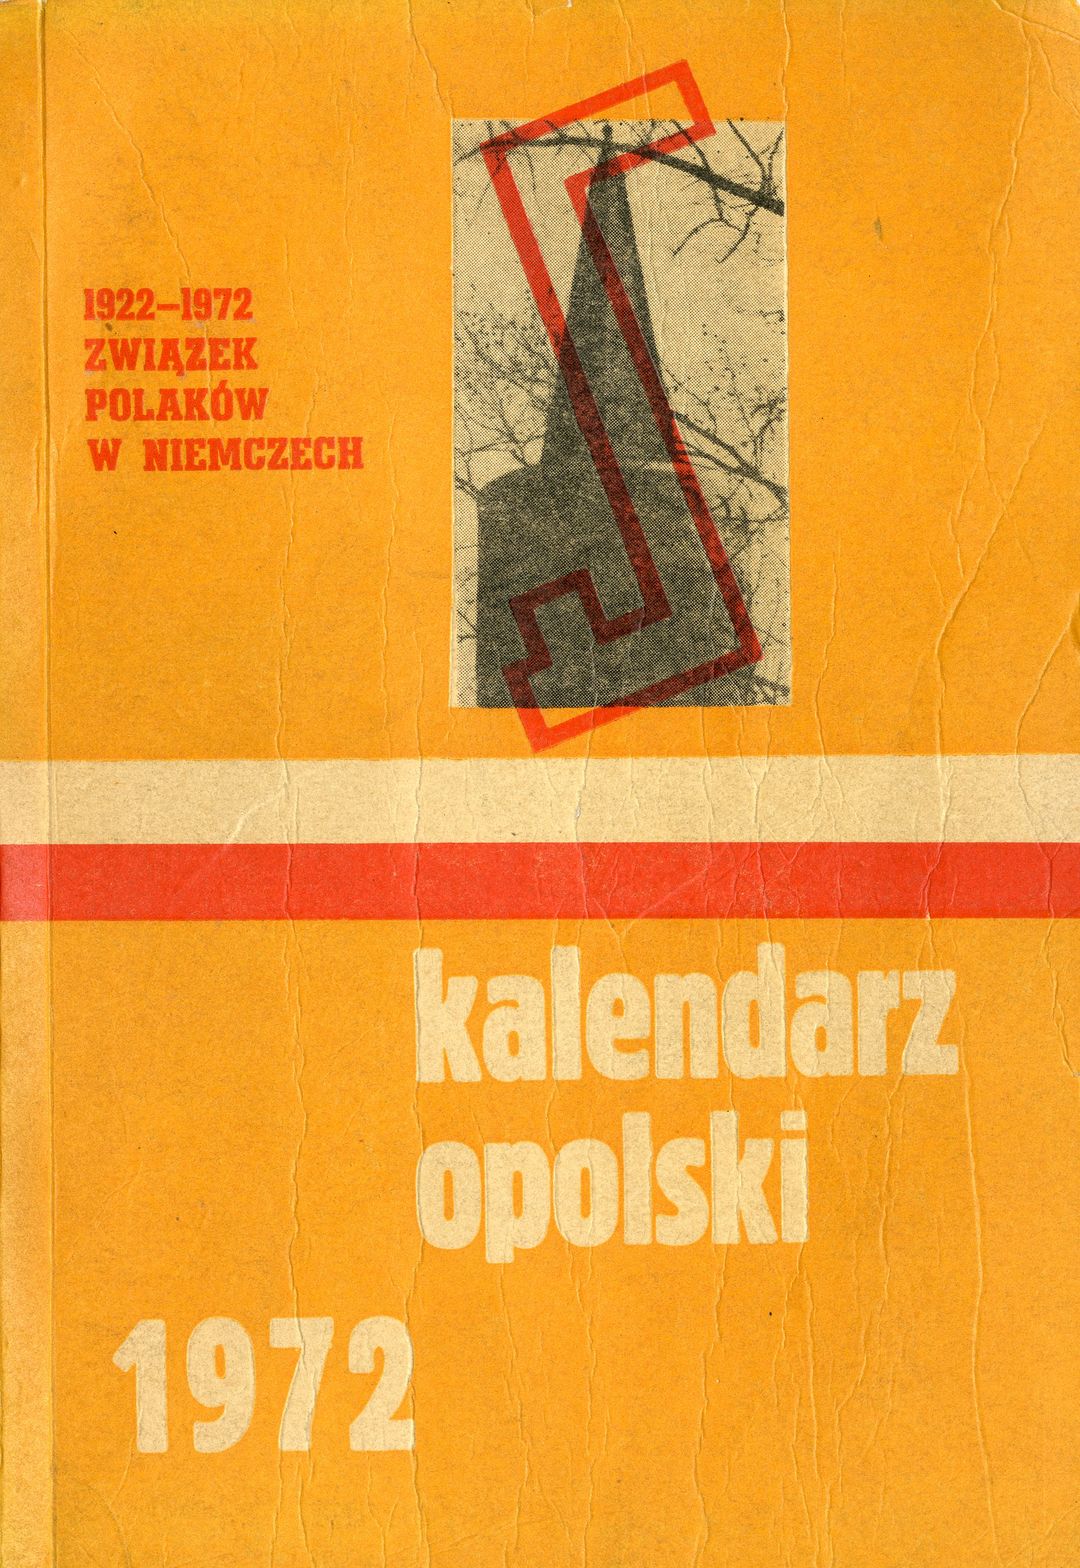 1922–1972
ZWIĄZEK
POLAKÓW
W NIEMCZECH
kalendarz
opolski
1972